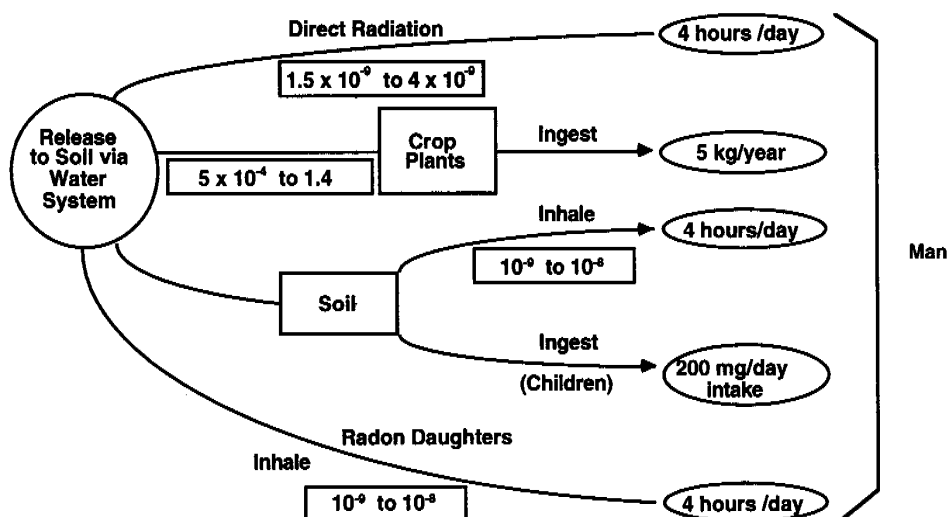 Direct Radiation
4 hours /day
1.5 x 10⁻⁹ to 4 x 10⁻⁹
Release
to Soil via
Water
System
Crop
Plants
Ingest
5 kg/year
5 x 10⁻⁴ to 1.4
Inhale
4 hours/day
10⁻⁹ to 10⁻⁸
Man
Soil
Ingest
(Children)
200 mg/day
intake
Radon Daughters
Inhale
10⁻⁹ to 10⁻⁸
4 hours /day